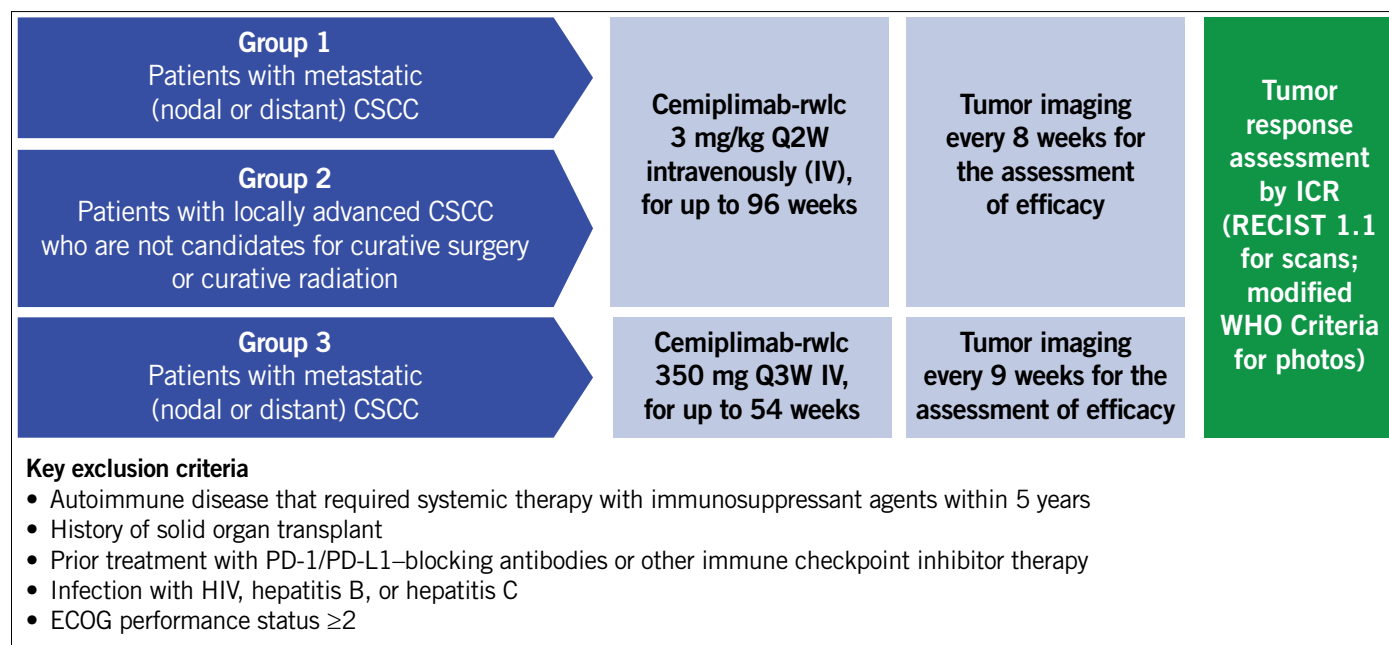 Group 1
Patients with metastatic
(nodal or distant) CSCC
Group 2
Patients with locally advanced CSCC
who are not candidates for curative surgery
or curative radiation
Group 3
Patients with metastatic
(nodal or distant) CSCC
Cemiplimab-rwlc
3 mg/kg Q2W
intravenously (IV),
for up to 96 weeks
Cemiplimab-rwlc
350 mg Q3W IV,
for up to 54 weeks
Tumor imaging
every 8 weeks for
the assessment
of efficacy
Tumor imaging
every 9 weeks for the
assessment of efficacy
Tumor
response
assessment
by ICR
(RECIST 1.1
for scans;
modified
WHO Criteria
for photos)
Key exclusion criteria
• Autoimmune disease that required systemic therapy with immunosuppressant agents within 5 years
• History of solid organ transplant
• Prior treatment with PD-1/PD-L1–blocking antibodies or other immune checkpoint inhibitor therapy
• Infection with HIV, hepatitis B, or hepatitis C
• ECOG performance status ≥2